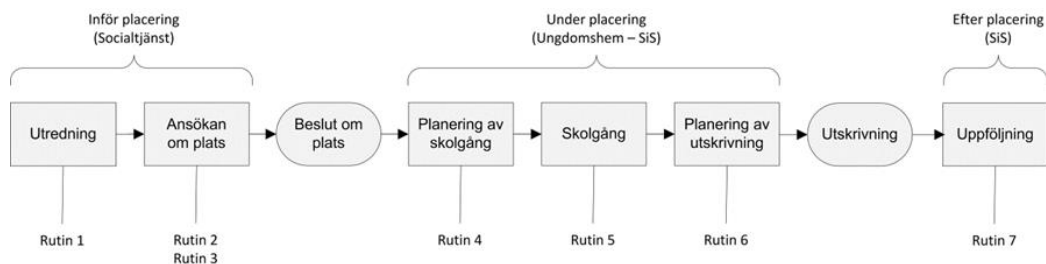 Inför placering
(Socialtjänst)
Under placering
(Ungdomshem – SiS)
Efter placering
(SiS)
Utredning
Ansökan
om plats
Beslut om
plats
Planering av
skolgång
Skolgång
Planering av
utskrivning
Utskrivning
Uppföljning
Rutin 1
Rutin 2
Rutin 3
Rutin 4
Rutin 5
Rutin 6
Rutin 7